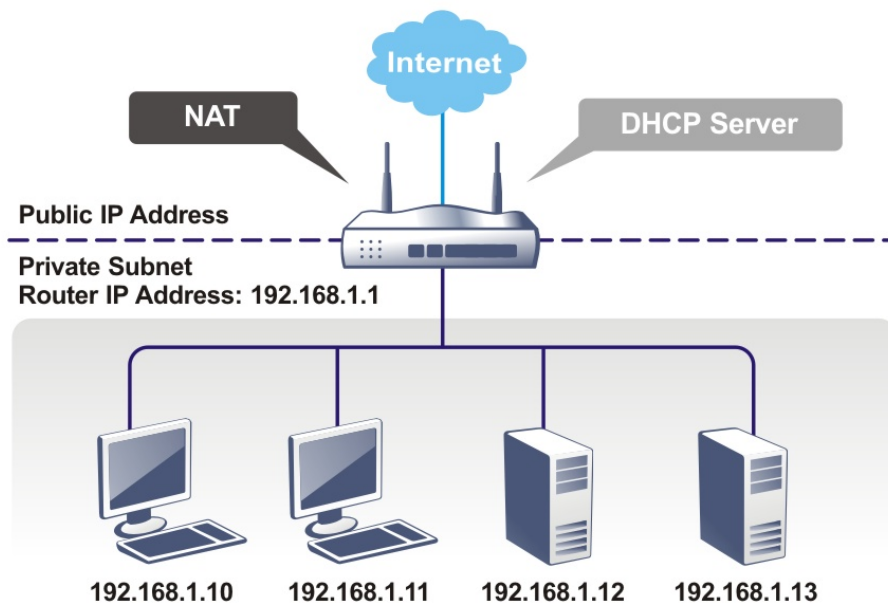 Internet
NAT
DHCP Server
Public IP Address
Private Subnet
Router IP Address: 192.168.1.1
192.168.1.10
192.168.1.11
192.168.1.12
192.168.1.13